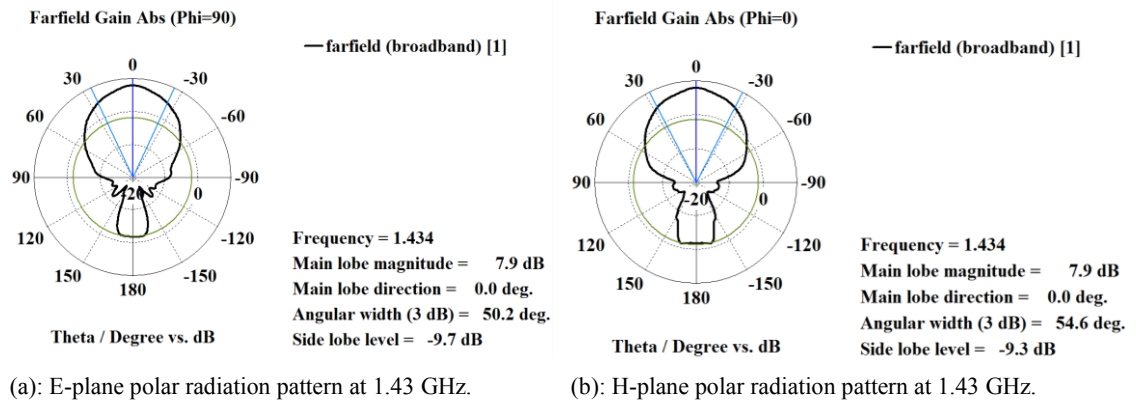 Farfield Gain Abs (Phi=90)
farfield (broadband) [1]
0
30
-30
60
-60
90
-90
-20
0
120
-120
150
-150
180
Frequency = 1.434
Main lobe magnitude = 7.9 dB
Main lobe direction = 0.0 deg.
Angular width (3 dB) = 50.2 deg.
Side lobe level = -9.7 dB
Theta / Degree vs. dB
(a): E-plane polar radiation pattern at 1.43 GHz.
Farfield Gain Abs (Phi=0)
farfield (broadband) [1]
0
30
-30
60
-60
90
-90
-20
0
120
-120
150
-150
180
Frequency = 1.434
Main lobe magnitude = 7.9 dB
Main lobe direction = 0.0 deg.
Angular width (3 dB) = 54.6 deg.
Side lobe level = -9.3 dB
Theta / Degree vs. dB
(b): H-plane polar radiation pattern at 1.43 GHz.